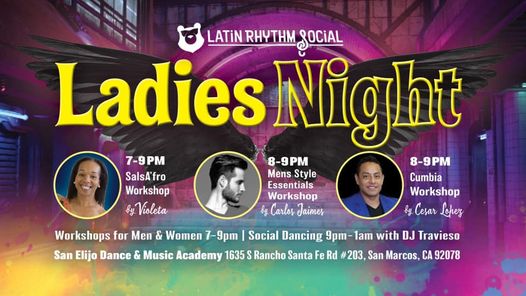 LATIN RHYTHM SOCIAL
Ladies Night
7-9PM
SalsA'fro
Workshop
by Violeta
8-9PM
Mens Style
Essentials
Workshop
by Carlos Jaimes
8-9PM
Cumbia
Workshop
by Cesar Lopez
Workshops for Men & Women 7-9pm | Social Dancing 9pm-1am with DJ Travieso
San Elijo Dance & Music Academy 1635 S Rancho Santa Fe Rd #203, San Marcos, CA 92078